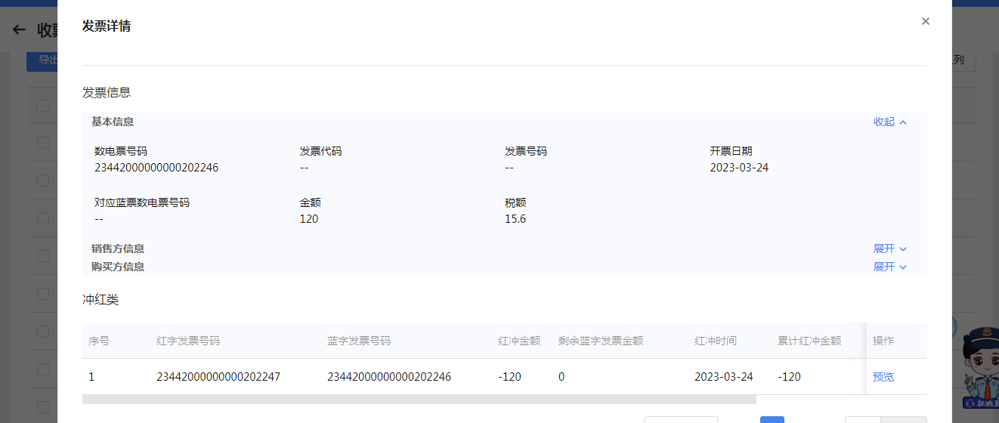 发票详情
收
导出
列
发票信息
基本信息 收起
数电票号码 发票代码 发票号码 开票日期
23442000000000202246 -- -- 2023-03-24
对应蓝票数电票号码 金额 税额
-- 120 15.6
销售方信息 展开
购买方信息 展开
冲红类
序号 红字发票号码 蓝字发票号码 红冲金额 剩余蓝字发票金额 红冲时间 累计红冲金额 操作
1 23442000000000202247 23442000000000202246 -120 0 2023-03-24 -120 预览
征纳